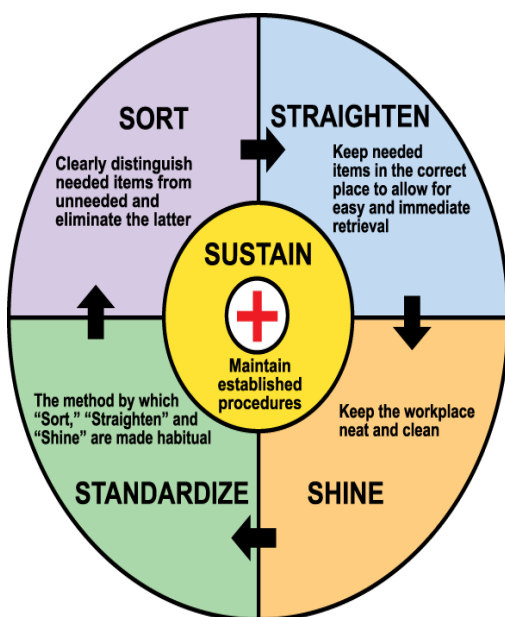 SORT
Clearly distinguish
needed items from
unneeded and
eliminate the latter
STRAIGHTEN
Keep needed
items in the correct
place to allow for
easy and immediate
retrieval
SUSTAIN
Maintain
established
procedures
The method by which
“Sort,” “Straighten” and
“Shine” are made habitual
STANDARDIZE
Keep the workplace
neat and clean
SHINE